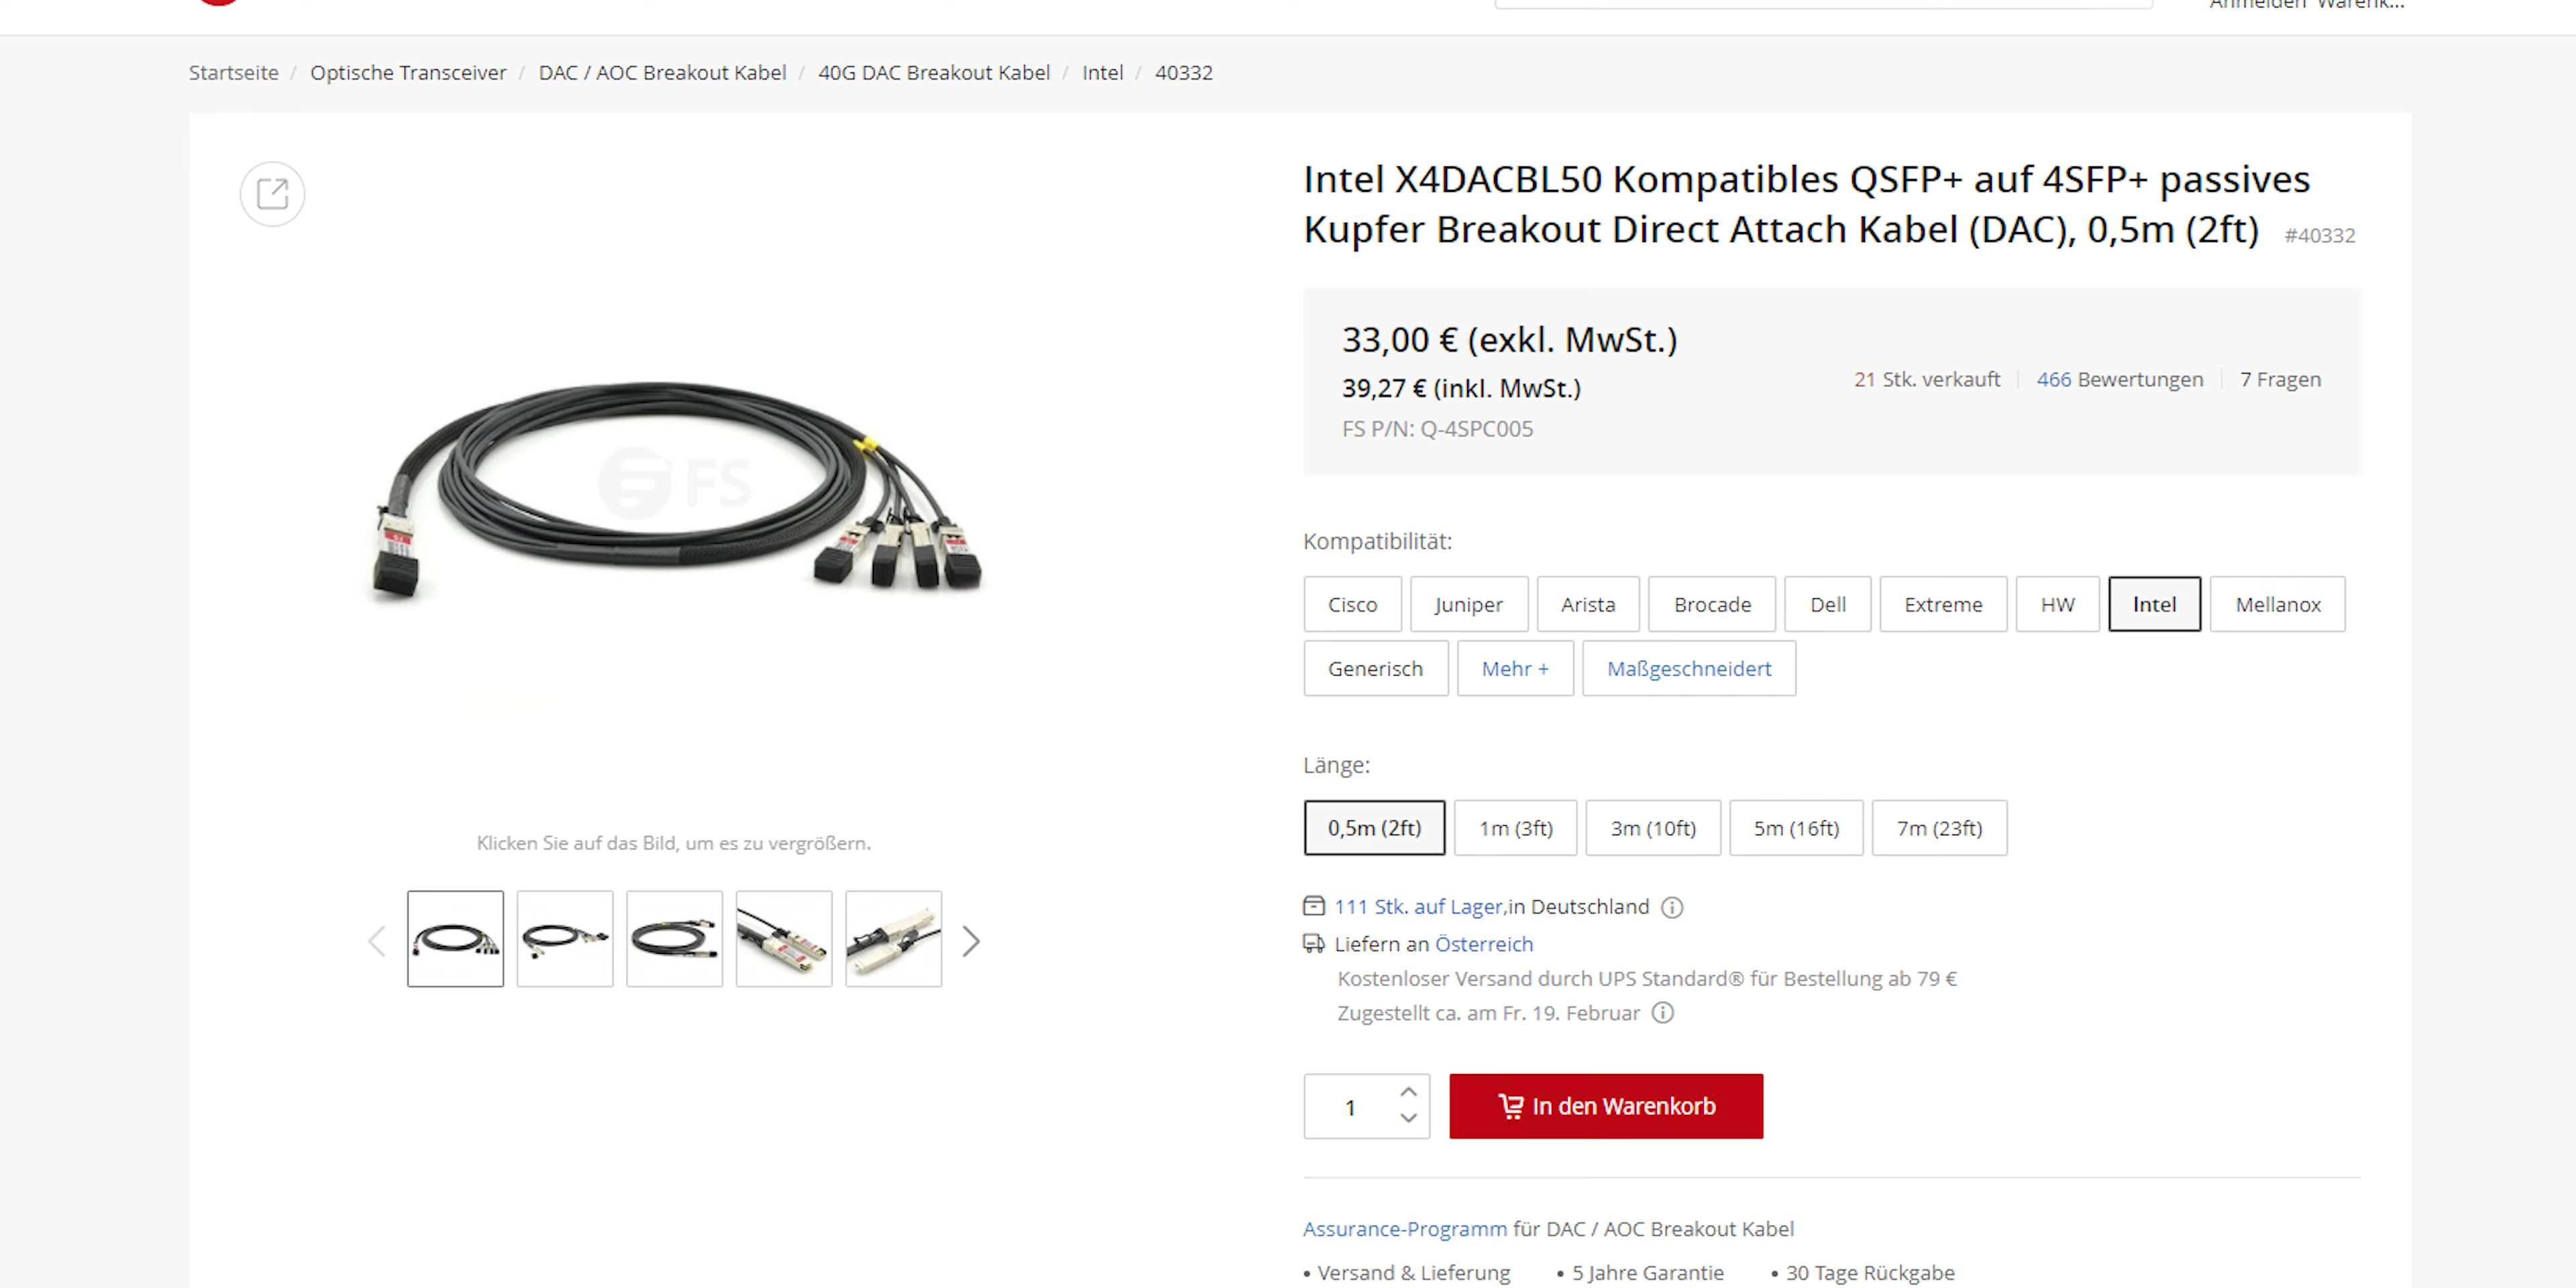 Anmelden Warenk...
Startseite / Optische Transceiver / DAC / AOC Breakout Kabel / 40G DAC Breakout Kabel / Intel / 40332
Intel X4DACBL50 Kompatibles QSFP+ auf 4SFP+ passives
Kupfer Breakout Direct Attach Kabel (DAC), 0,5m (2ft) #40332
33,00 € (exkl. MwSt.)
39,27 € (inkl. MwSt.)
21 Stk. verkauft | 466 Bewertungen | 7 Fragen
FS P/N: Q-4SPC005
FS
Kompatibilität:
Cisco Juniper Arista Brocade Dell Extreme HW Intel Mellanox
Generisch Mehr + Maßgeschneidert
Länge:
0,5m (2ft) 1m (3ft) 3m (10ft) 5m (16ft) 7m (23ft)
Klicken Sie auf das Bild, um es zu vergrößern.
111 Stk. auf Lager,in Deutschland
Liefern an Österreich
Kostenloser Versand durch UPS Standard® für Bestellung ab 79 €
Zugestellt ca. am Fr. 19. Februar
1 In den Warenkorb
Assurance-Programm für DAC / AOC Breakout Kabel
• Versand & Lieferung • 5 Jahre Garantie • 30 Tage Rückgabe